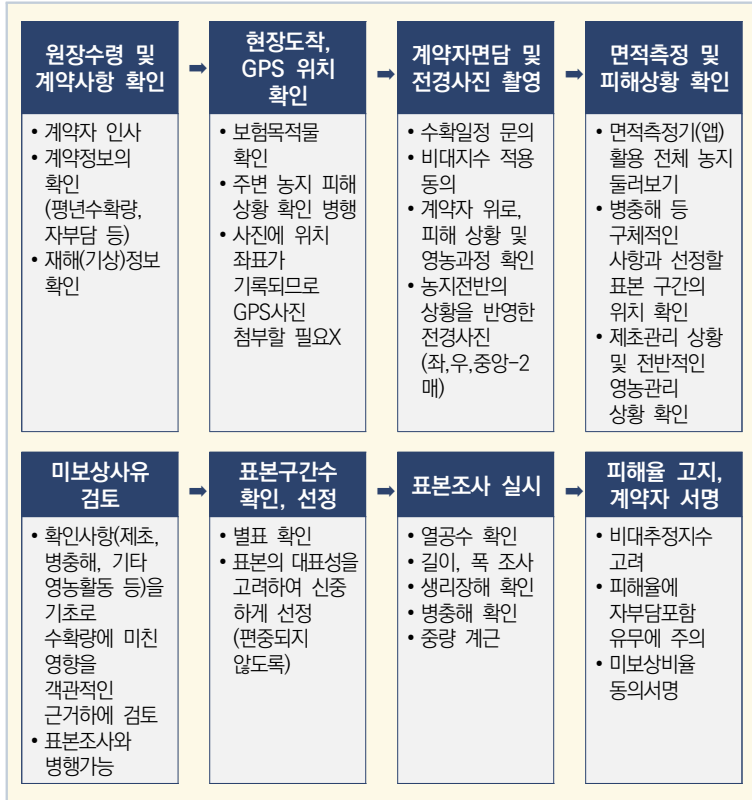 원장수령 및
계약사항 확인
• 계약자 인사
• 계약정보의
확인
(평년수확량,
자부담 등)
• 재해(기상)정보
확인
➡
현장도착,
GPS 위치
확인
• 보험목적물
확인
• 주변 농지 피해
상황 확인 병행
• 사진에 위치
좌표가
기록되므로
GPS사진
첨부할 필요X
➡
계약자면담 및
전경사진 촬영
• 수확일정 문의
• 비대지수 적용
동의
• 계약자 위로,
피해 상황 및
영농과정 확인
• 농지전반의
상황을 반영한
전경사진
(좌,우,중앙-2
매)
➡
면적측정 및
피해상황 확인
• 면적측정기(앱)
활용 전체 농지
둘러보기
• 병충해 등
구체적인
사항과 선정할
표본 구간의
위치 확인
• 제초관리 상황
및 전반적인
영농관리
상황 확인
미보상사유
검토
• 확인사항(제초,
병충해, 기타
영농활동 등)을
기초로
수확량에 미친
영향을
객관적인
근거하에 검토
• 표본조사와
병행가능
➡
표본구간수
확인, 선정
• 별표 확인
• 표본의 대표성을
고려하여 신중
하게 선정
(편중되지
않도록)
➡
표본조사 실시
• 열공수 확인
• 길이, 폭 조사
• 생리장해 확인
• 병충해 확인
• 중량 계근
➡
피해율 고지,
계약자 서명
• 비대추정지수
고려
• 피해율에
자부담포함
유무에 주의
• 미보상비율
동의서명